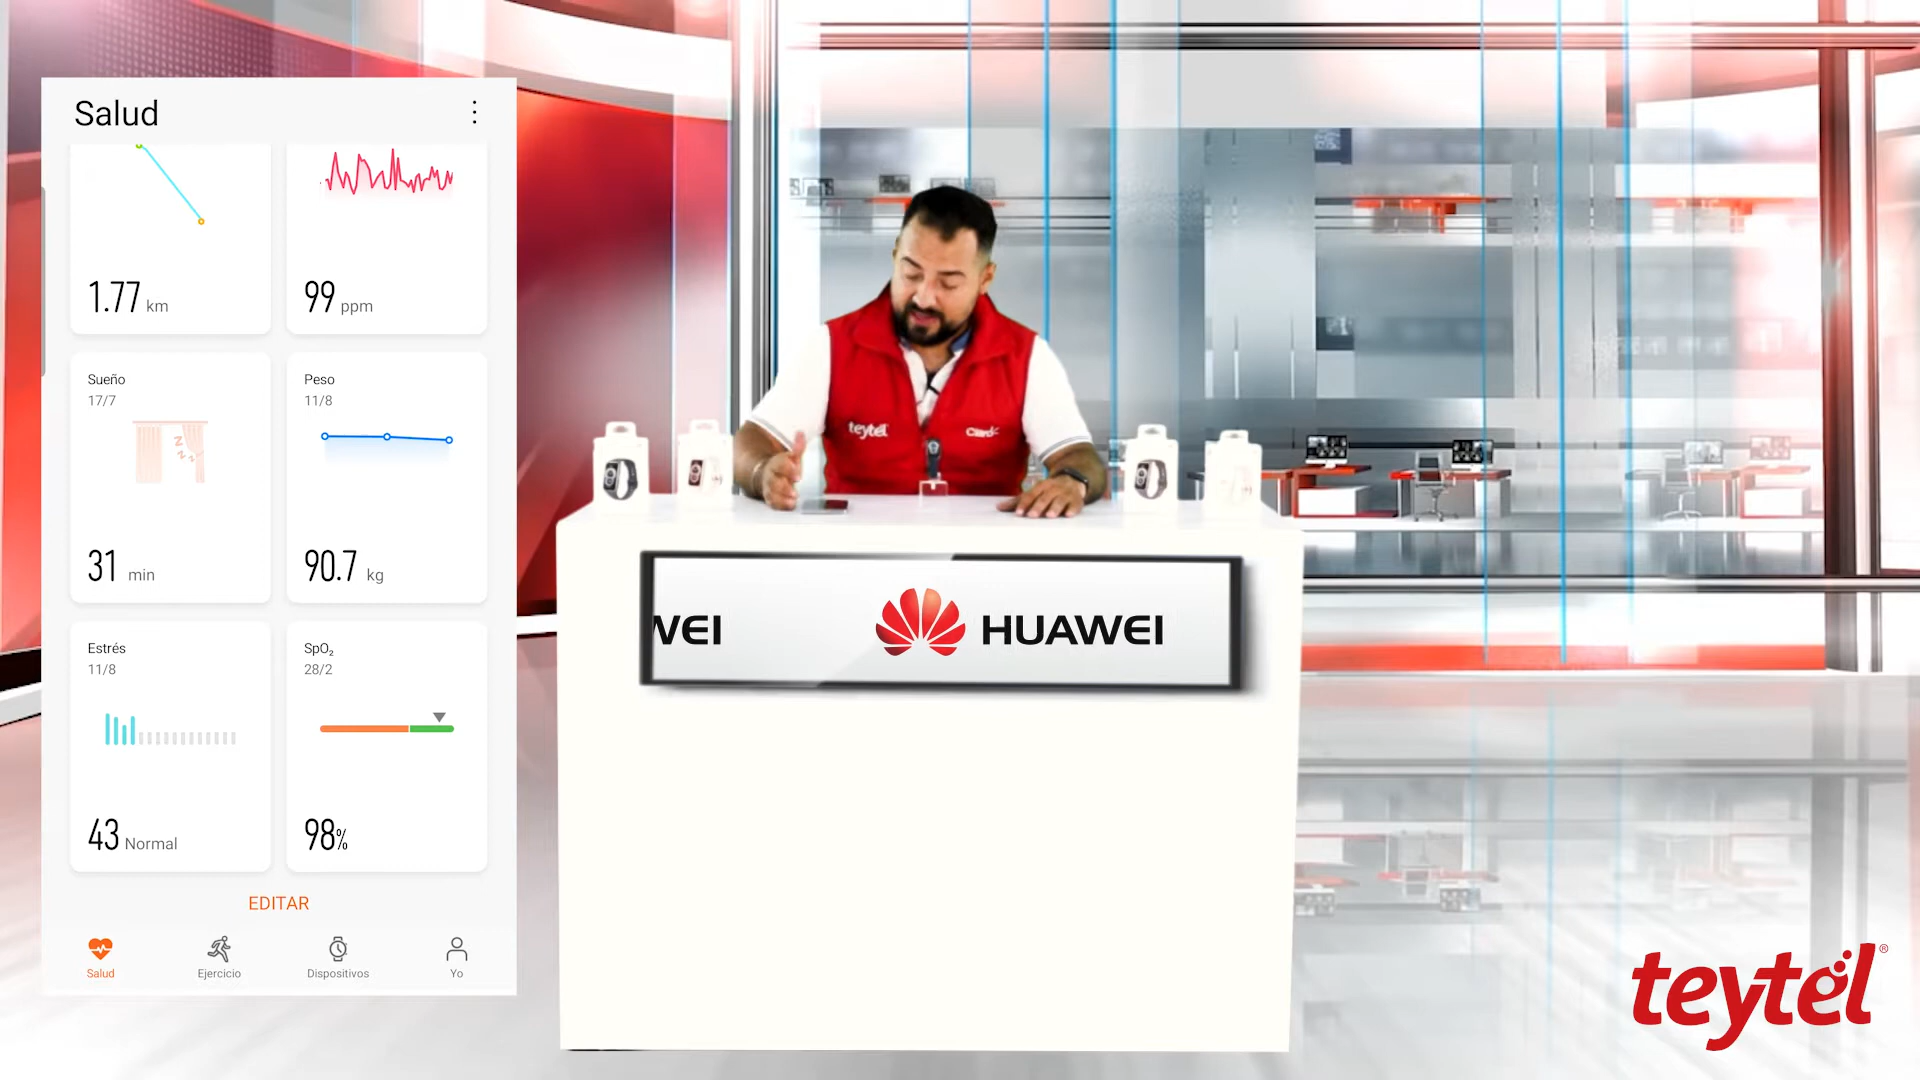 Salud
1.77 km
99 ppm
Sueño
17/7
31 min
Peso
11/8
90.7 kg
Estrés
11/8
43 Normal
SpO₂
28/2
98%
EDITAR
Salud
Ejercicio
Dispositivos
Yo
teytel
Claro
WEI
HUAWEI
teytel®